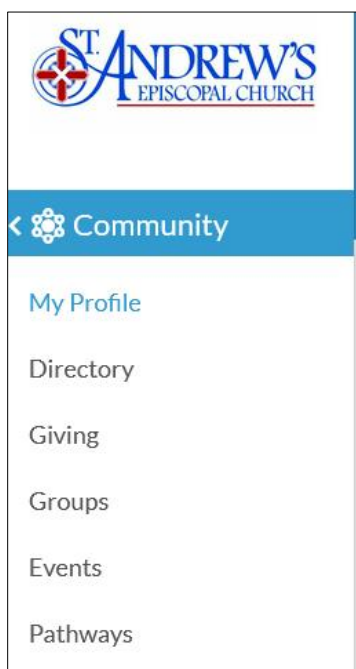 ST. ANDREW'S
EPISCOPAL CHURCH
Community
My Profile
Directory
Giving
Groups
Events
Pathways